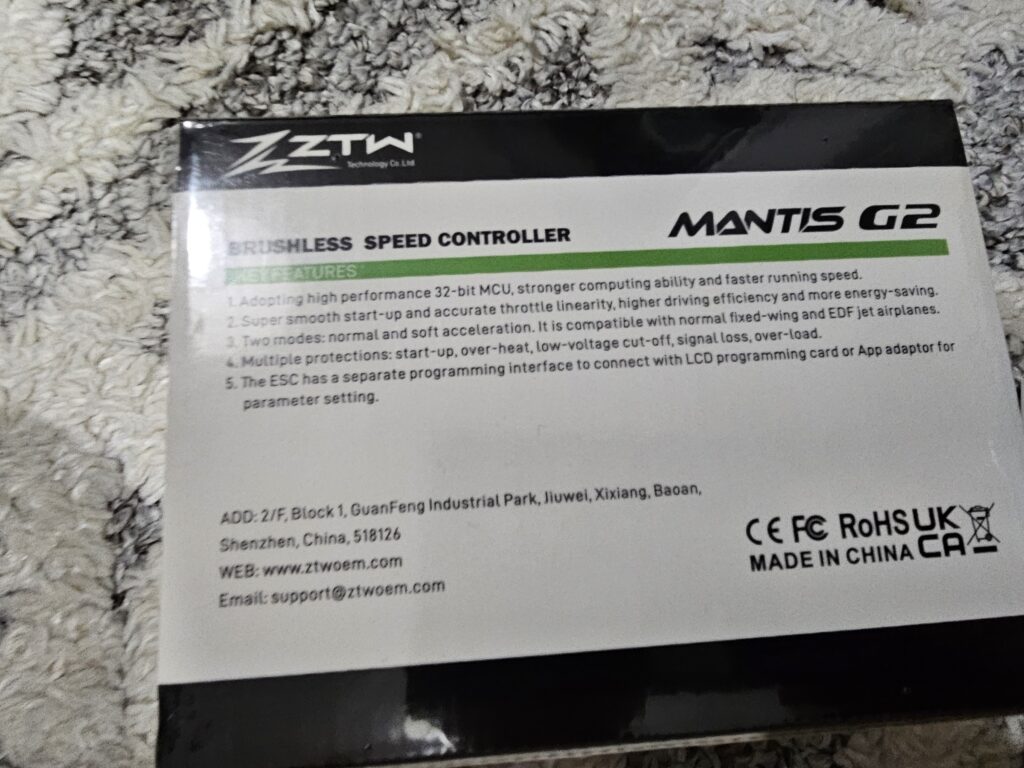 ZTW®
Technology Co.,Ltd
BRUSHLESS SPEED CONTROLLER
MANTIS G2
KEY FEATURES
1. Adopting high performance 32-bit MCU, stronger computing ability and faster running speed.
2. Super smooth start-up and accurate throttle linearity, higher driving efficiency and more energy-saving.
3. Two modes: normal and soft acceleration. It is compatible with normal fixed-wing and EDF jet airplanes.
4. Multiple protections: start-up, over-heat, low-voltage cut-off, signal loss, over-load.
5. The ESC has a separate programming interface to connect with LCD programming card or App adaptor for
parameter setting.
ADD: 2/F, Block 1, GuanFeng Industrial Park, Jiuwei, Xixiang, Baoan,
Shenzhen, China, 518126
WEB: www.ztwoem.com
Email: support@ztwoem.com
CE FC RoHS UK
CA
MADE IN CHINA